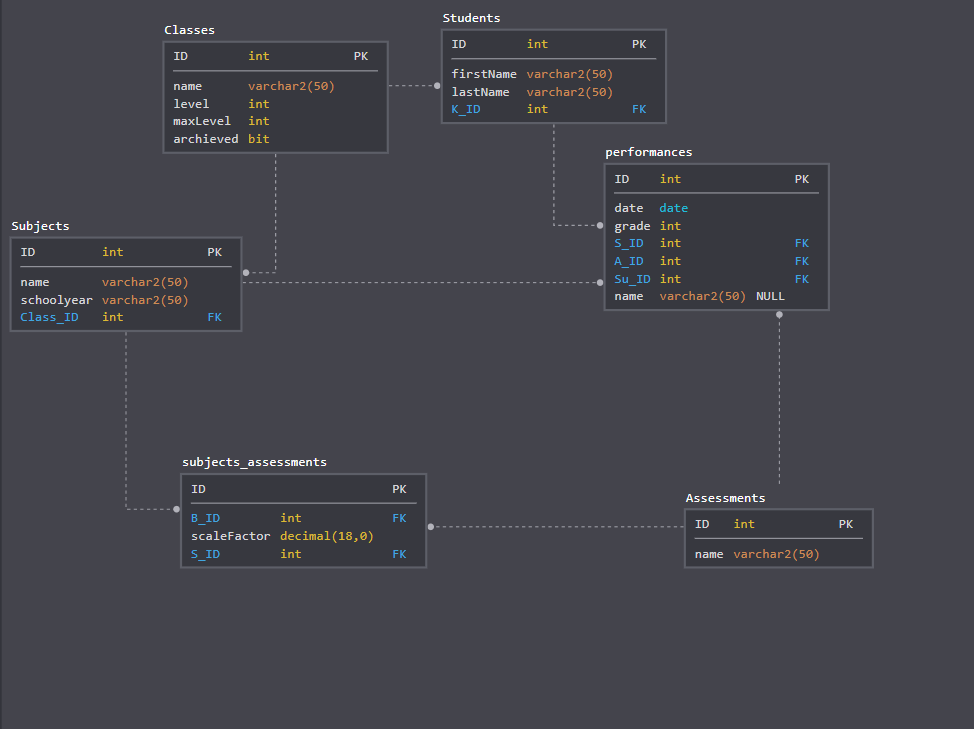 Classes
ID int PK
name varchar2(50)
level int
maxLevel int
archieved bit
Students
ID int PK
firstName varchar2(50)
lastName varchar2(50)
K_ID int FK
performances
ID int PK
date date
grade int
S_ID int FK
A_ID int FK
Su_ID int FK
name varchar2(50) NULL
Subjects
ID int PK
name varchar2(50)
schoolyear varchar2(50)
Class_ID int FK
subjects_assessments
ID PK
B_ID int FK
scaleFactor decimal(18,0)
S_ID int FK
Assessments
ID int PK
name varchar2(50)